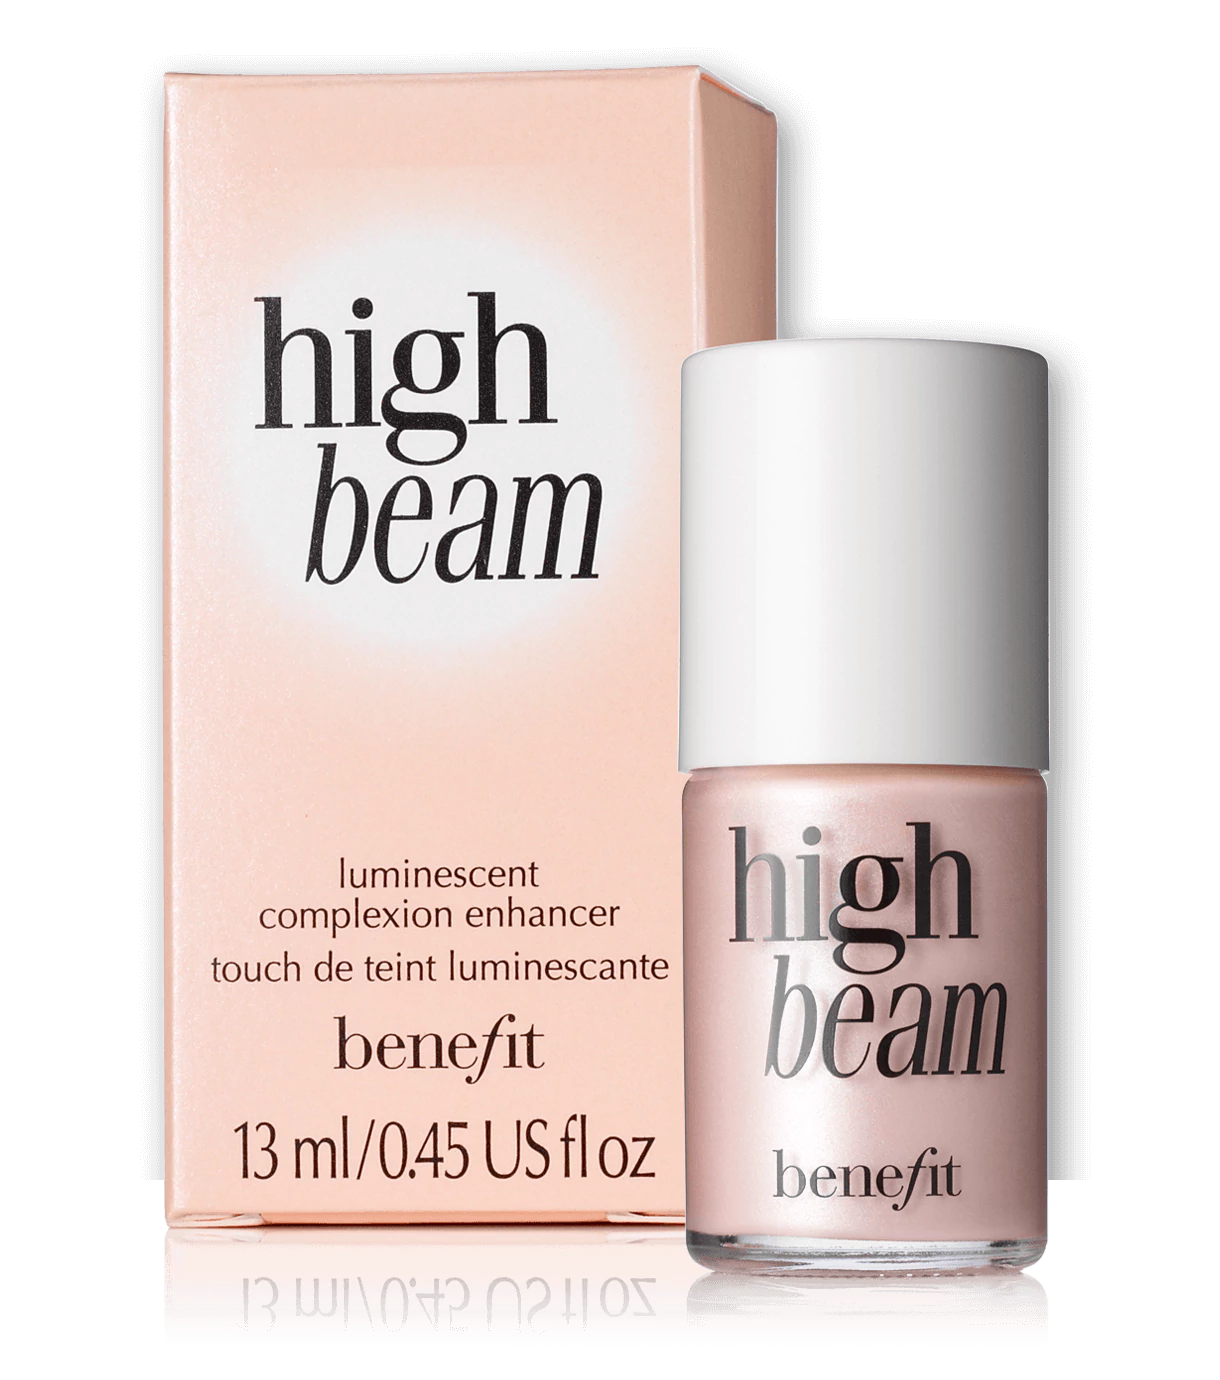 high
beam
luminescent
complexion enhancer
touch de teint luminescante
benefit
13 ml/0.45 US fl oz
high
beam
benefit